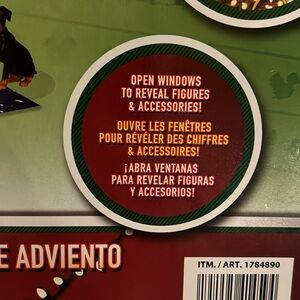 OPEN WINDOWS
TO REVEAL FIGURES
& ACCESSORIES!
OUVRE LES FENÊTRES
POUR RÉVÉLER DES CHIFFRES
& ACCESSOIRES!
¡ABRA VENTANAS
PARA REVELAR FIGURAS
Y ACCESORIOS!
E ADVIENTO
ITM. / ART. 1784890